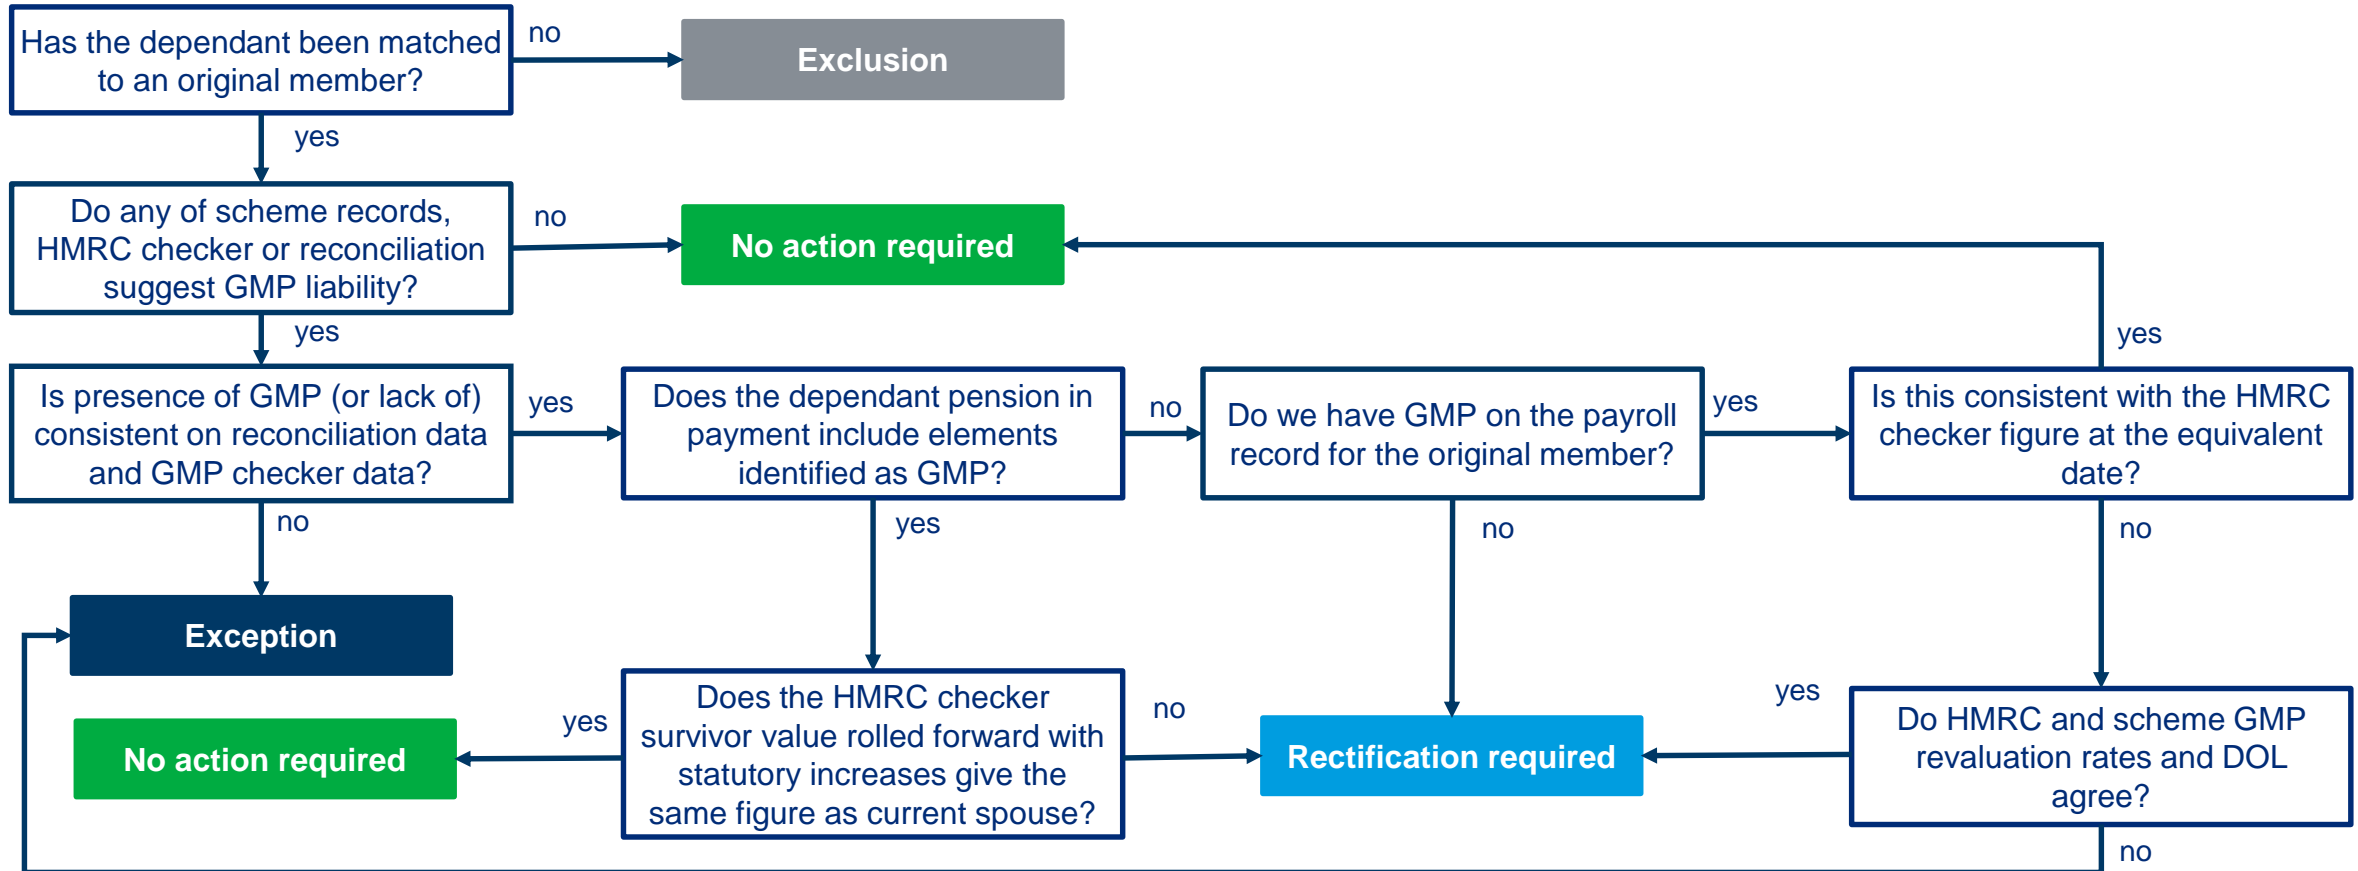 Has the dependant been matched
to an original member?
no
Exclusion
yes
Do any of scheme records,
HMRC checker or reconciliation
suggest GMP liability?
no
No action required
yes
yes
Is presence of GMP (or lack of)
consistent on reconciliation data
and GMP checker data?
yes
Does the dependant pension in
payment include elements
identified as GMP?
no
Do we have GMP on the payroll
record for the original member?
yes
Is this consistent with the HMRC
checker figure at the equivalent
date?
no
yes
no
no
Exception
No action required
yes
Does the HMRC checker
survivor value rolled forward with
statutory increases give the
same figure as current spouse?
no
Rectification required
yes
Do HMRC and scheme GMP
revaluation rates and DOL
agree?
no